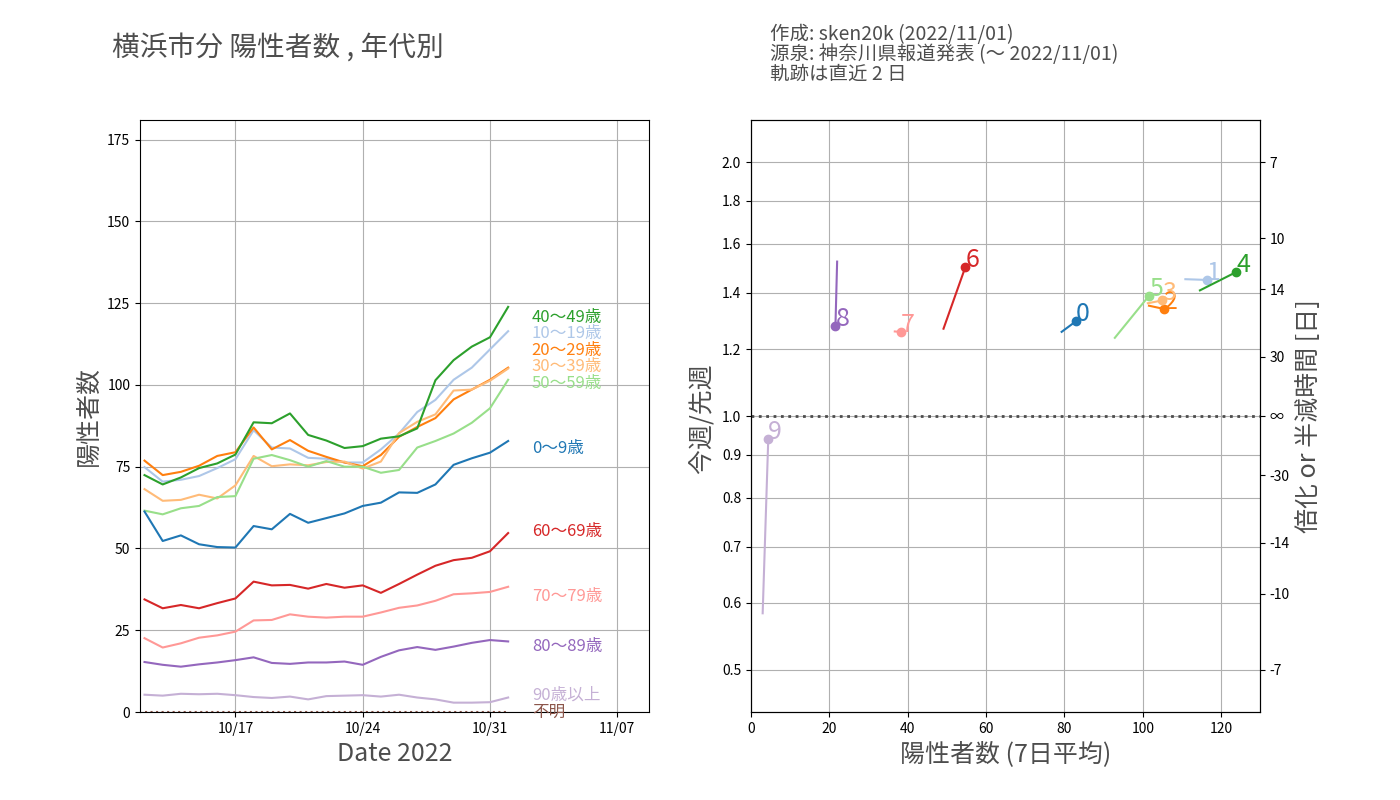 横浜市分 陽性者数 , 年代別
作成: sken20k (2022/11/01)
源泉: 神奈川県報道発表 (〜 2022/11/01)
軌跡は直近 2 日
陽性者数
175
150
125
100
75
50
25
0
10/17
10/24
10/31
11/07
Date 2022
40〜49歳
10〜19歳
20〜29歳
30〜39歳
50〜59歳
0〜9歳
60〜69歳
70〜79歳
80〜89歳
90歳以上
不明
今週/先週
2.0
1.8
1.6
1.4
1.2
1.0
0.9
0.8
0.7
0.6
0.5
0
20
40
60
80
100
120
陽性者数 (7日平均)
7
10
14
30
∞
-30
-14
-10
-7
倍化 or 半減時間 [日]
6
4
1
5
3
2
0
8
7
9